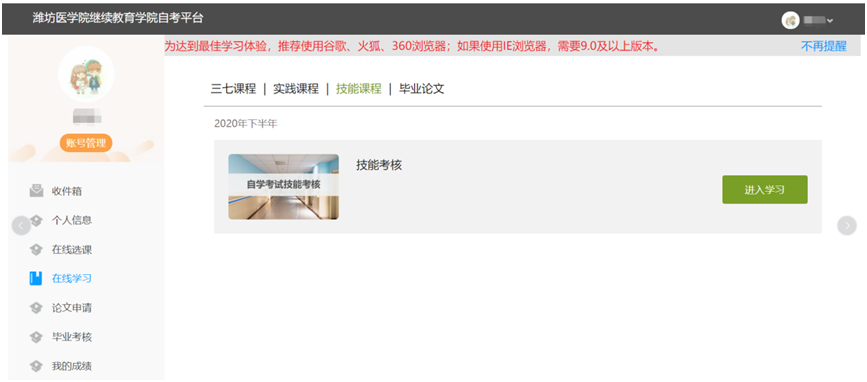 潍坊医学院继续教育学院自考平台
为达到最佳学习体验，推荐使用谷歌、火狐、360浏览器；如果使用IE浏览器，需要9.0及以上版本。 不再提醒
账号管理
收件箱
个人信息
在线选课
在线学习
论文申请
毕业考核
我的成绩
三七课程 | 实践课程 | 技能课程 | 毕业论文
2020年下半年
自学考试技能考核
技能考核
进入学习